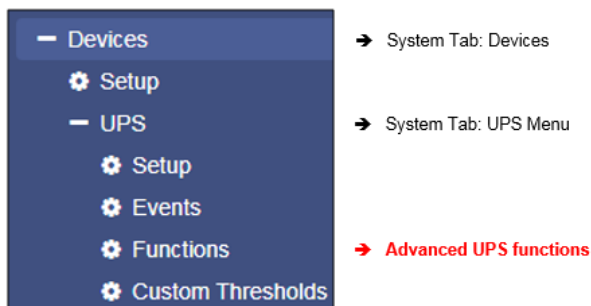 Devices → System Tab: Devices
Setup
UPS → System Tab: UPS Menu
Setup
Events
Functions → Advanced UPS functions
Custom Thresholds